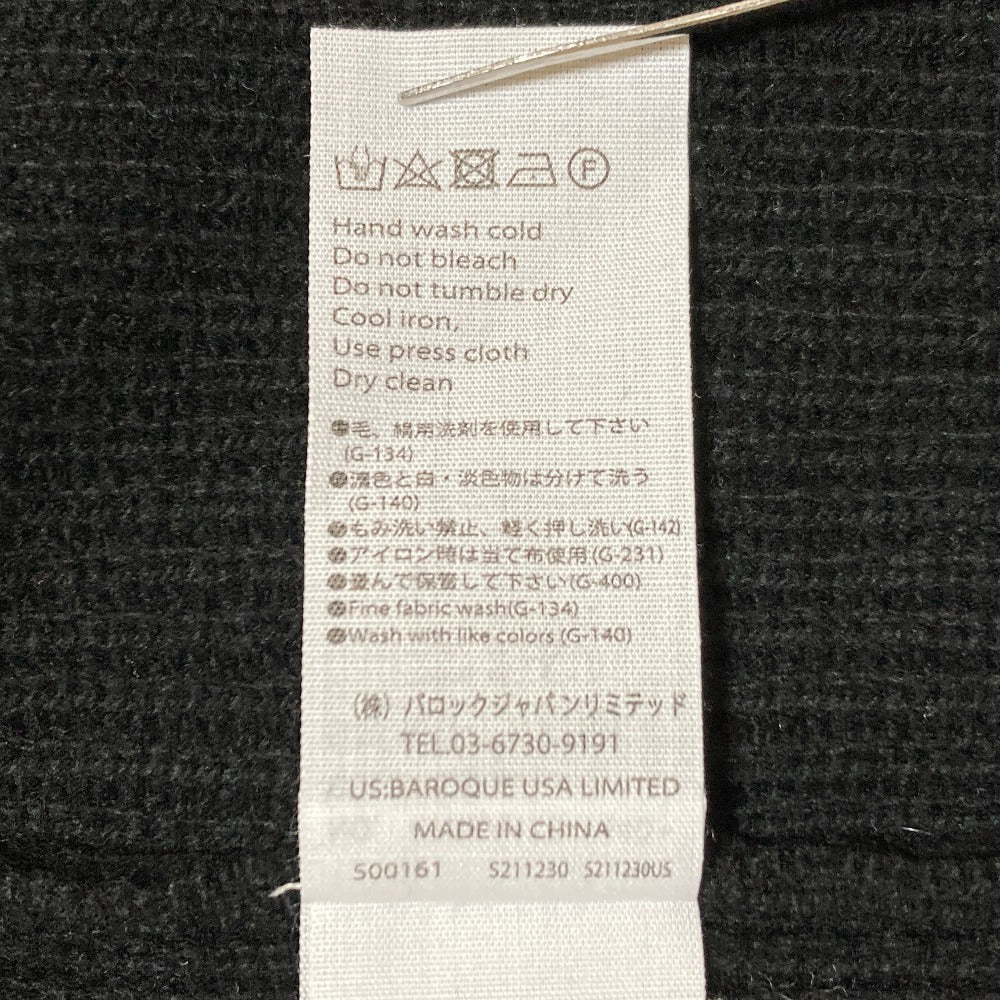 F
Hand wash cold
Do not bleach
Do not tumble dry
Cool iron,
Use press cloth
Dry clean
●毛、絹用洗剤を使用して下さい
(G-134)
●濃色と白・淡色物は分けて洗う
(G-140)
●もみ洗い禁止、軽く押し洗い(G-142)
●アイロン時は当て布使用(G-231)
●畳んで保管して下さい(G-400)
●Fine fabric wash(G-134)
●Wash with like colors (G-140)
(株) バロックジャパンリミテッド
TEL.03-6730-9191
US:BAROQUE USA LIMITED
MADE IN CHINA
500161 S211230 S211230US